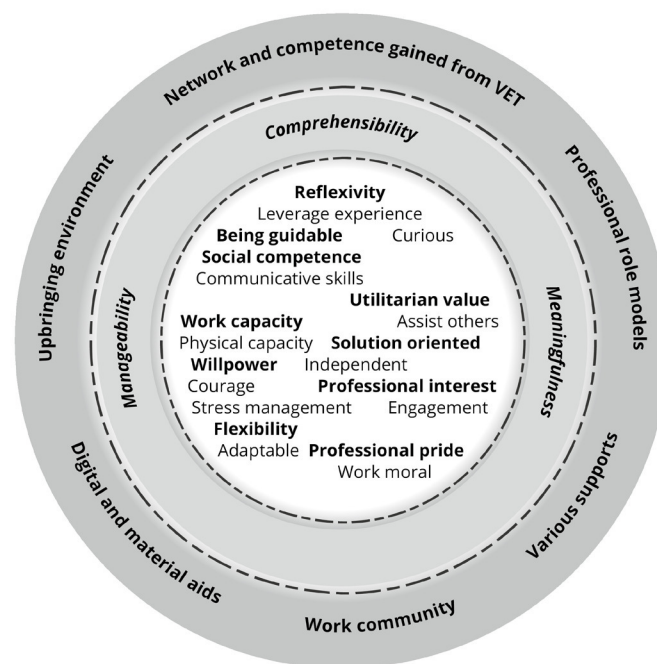 Network and competence gained from VET
Professional role models
Various supports
Work community
Digital and material aids
Upbringing environment
Comprehensibility
Meaningfulness
Manageability
Reflexivity
Leverage experience
Being guidable Curious
Social competence
Communicative skills
Utilitarian value
Work capacity Assist others
Physical capacity Solution oriented
Willpower Independent
Courage Professional interest
Stress management Engagement
Flexibility
Adaptable Professional pride
Work moral